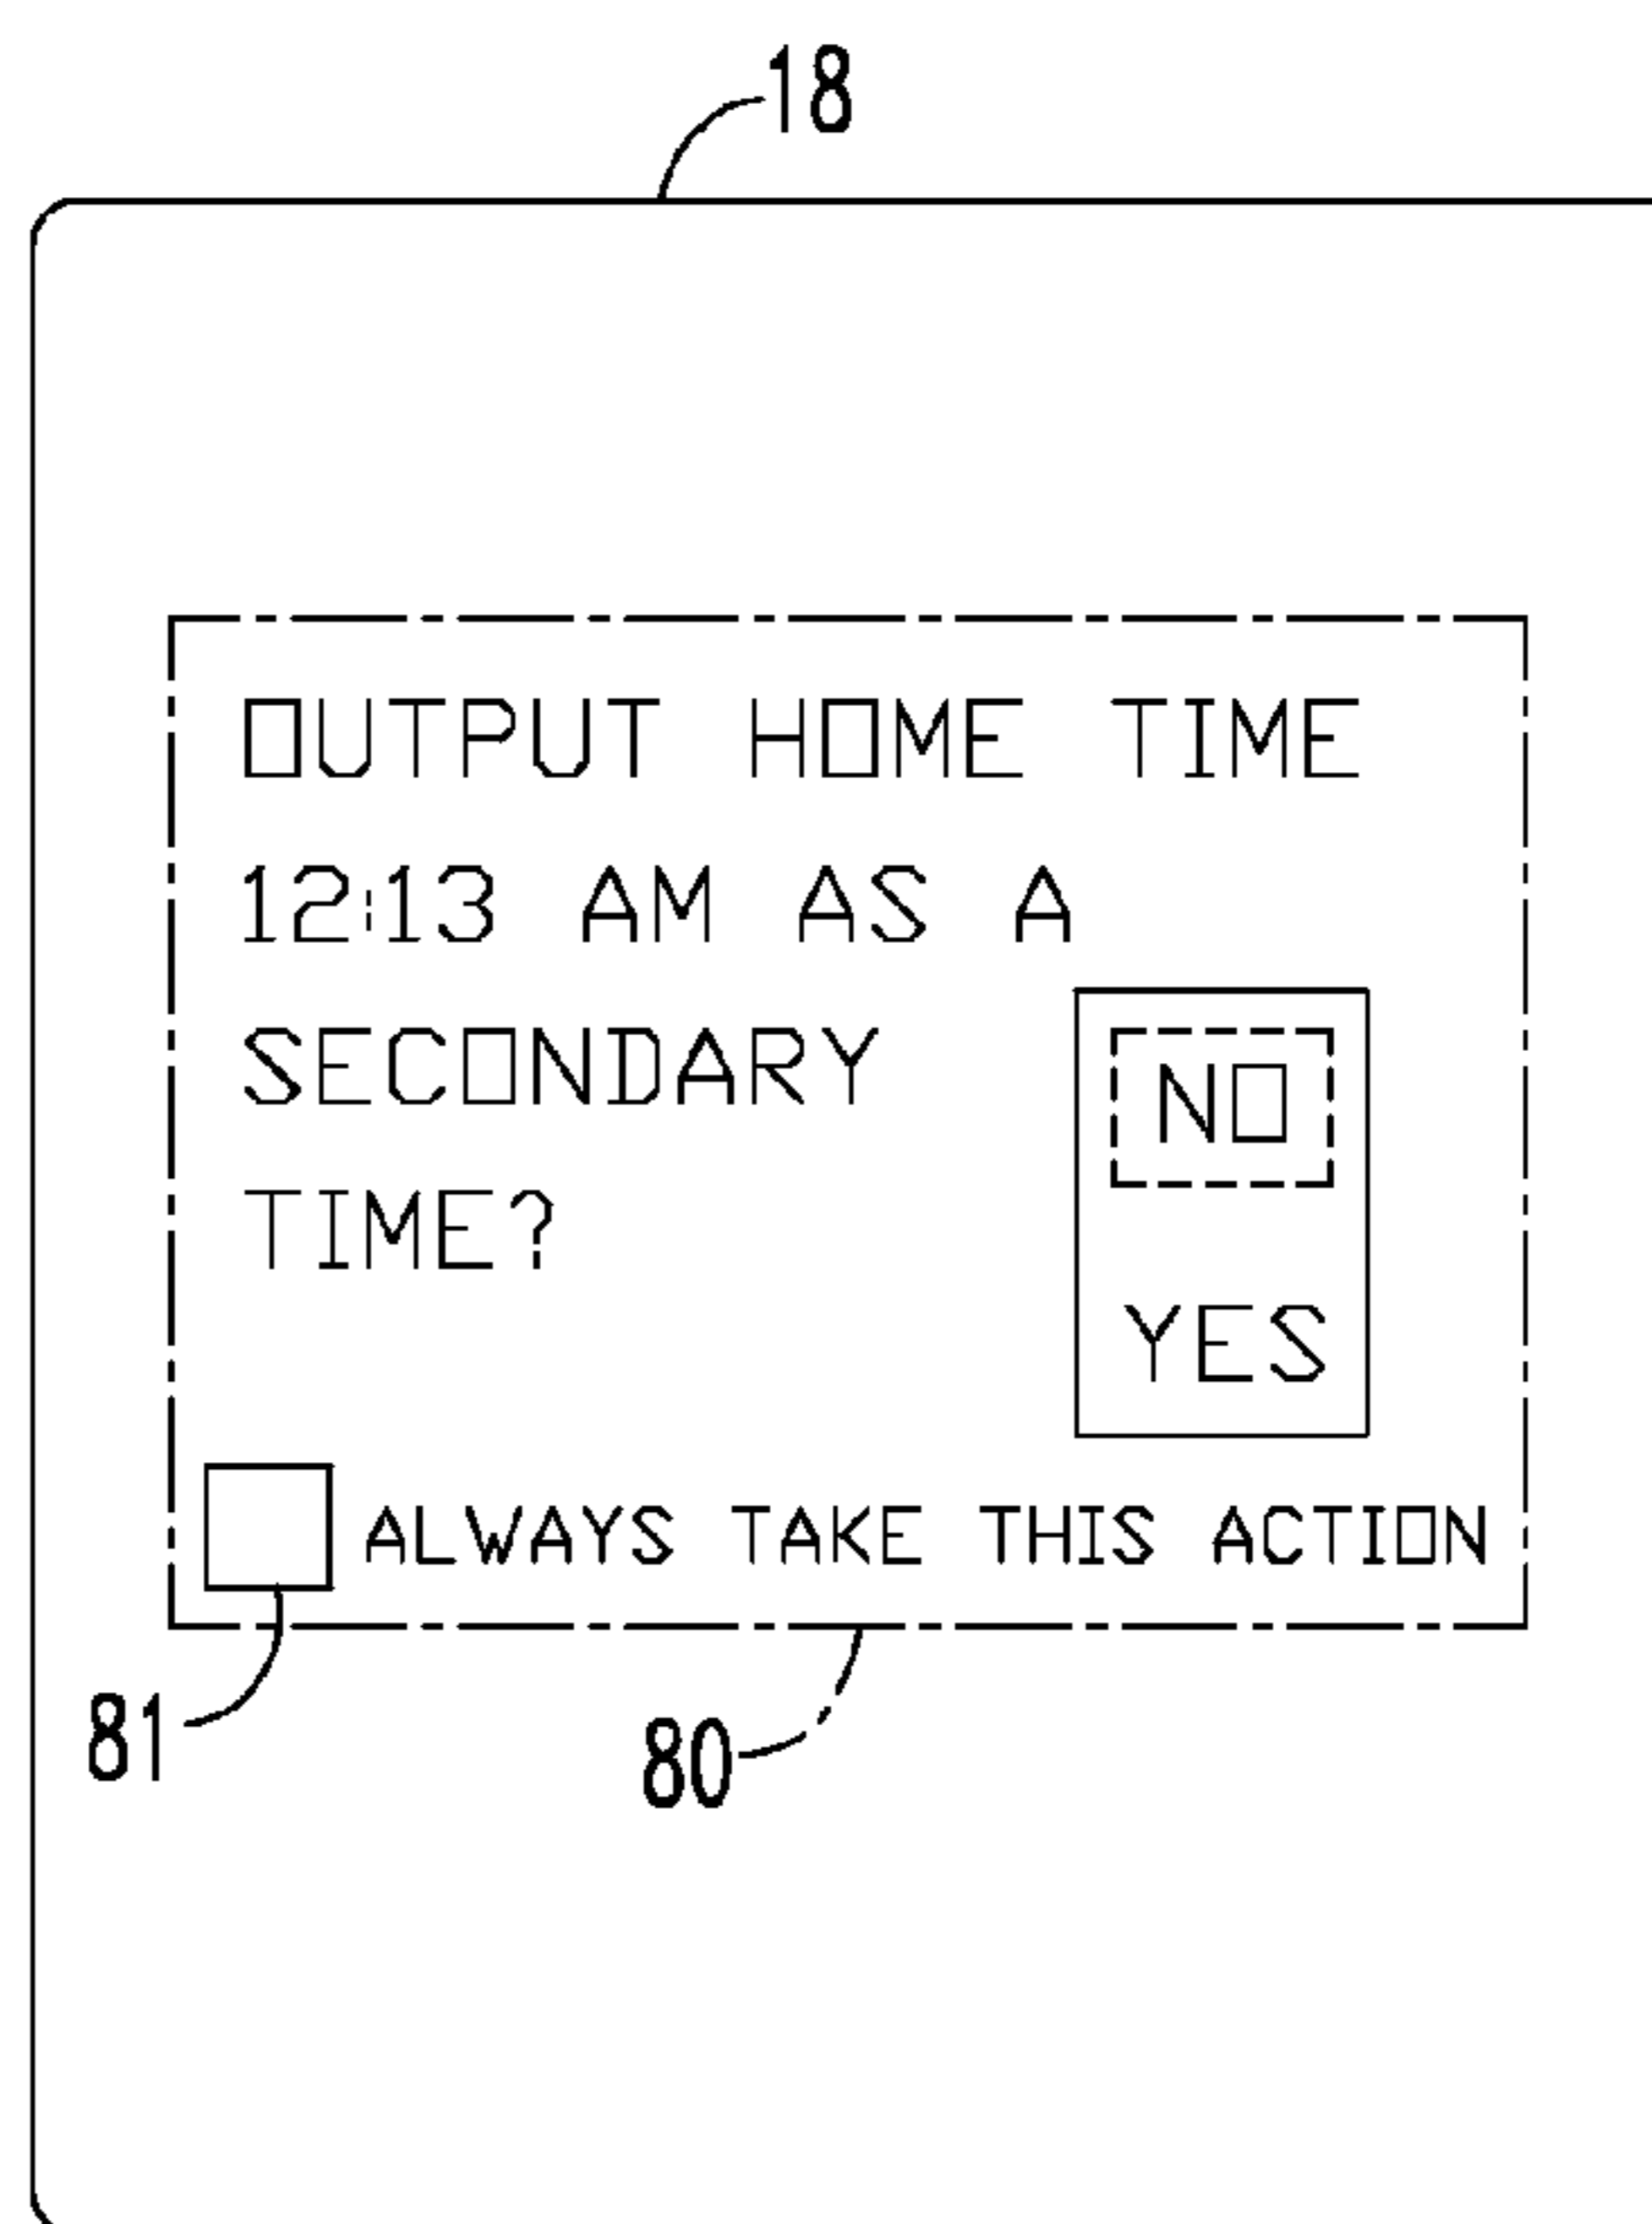 18
OUTPUT HOME TIME
12:13 AM AS A
SECONDARY
TIME?
NO
YES
ALWAYS TAKE THIS ACTION
81
80